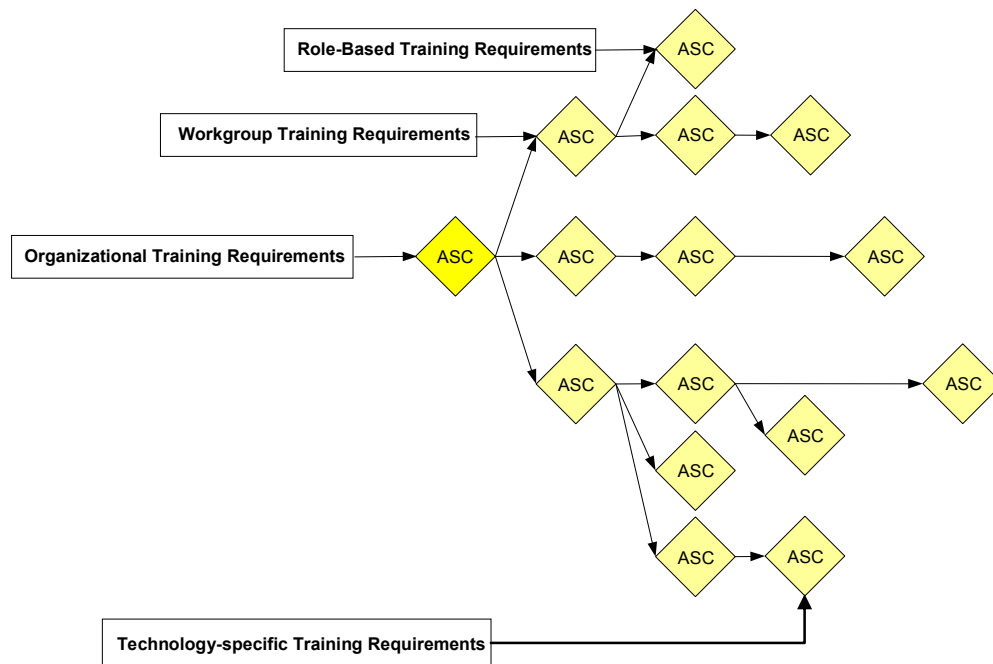 Role-Based Training Requirements
ASC
Workgroup Training Requirements
ASC
ASC
ASC
Organizational Training Requirements
ASC
ASC
ASC
ASC
ASC
ASC
ASC
ASC
ASC
ASC
ASC
Technology-specific Training Requirements